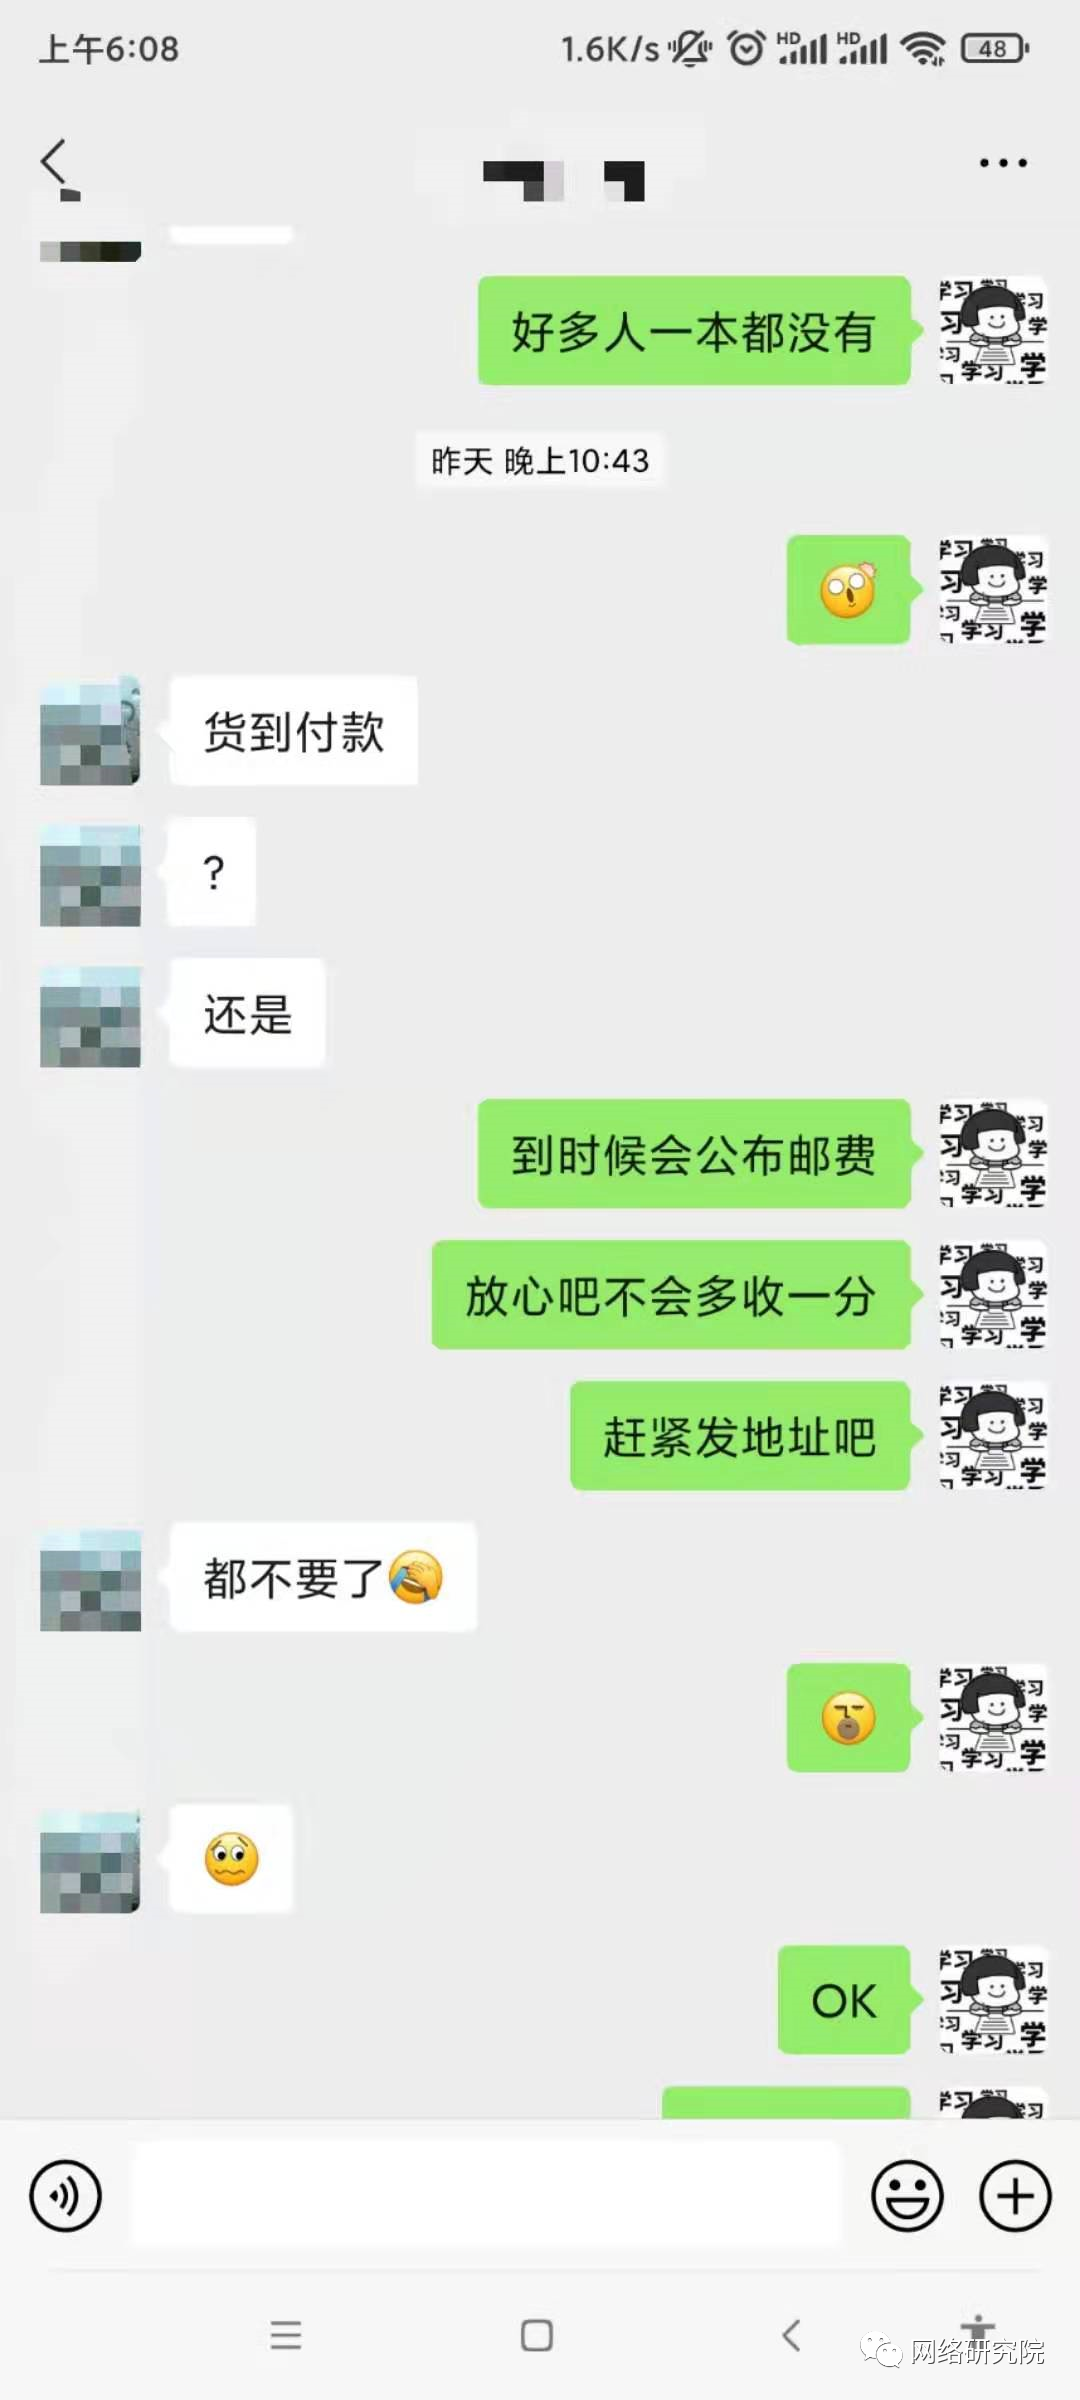 上午6:08
1.6K/s HD HD 48
好多人一本都没有
昨天 晚上10:43
货到付款
?
还是
到时候会公布邮费
放心吧不会多收一分
赶紧发地址吧
都不要了
OK
网络研究院